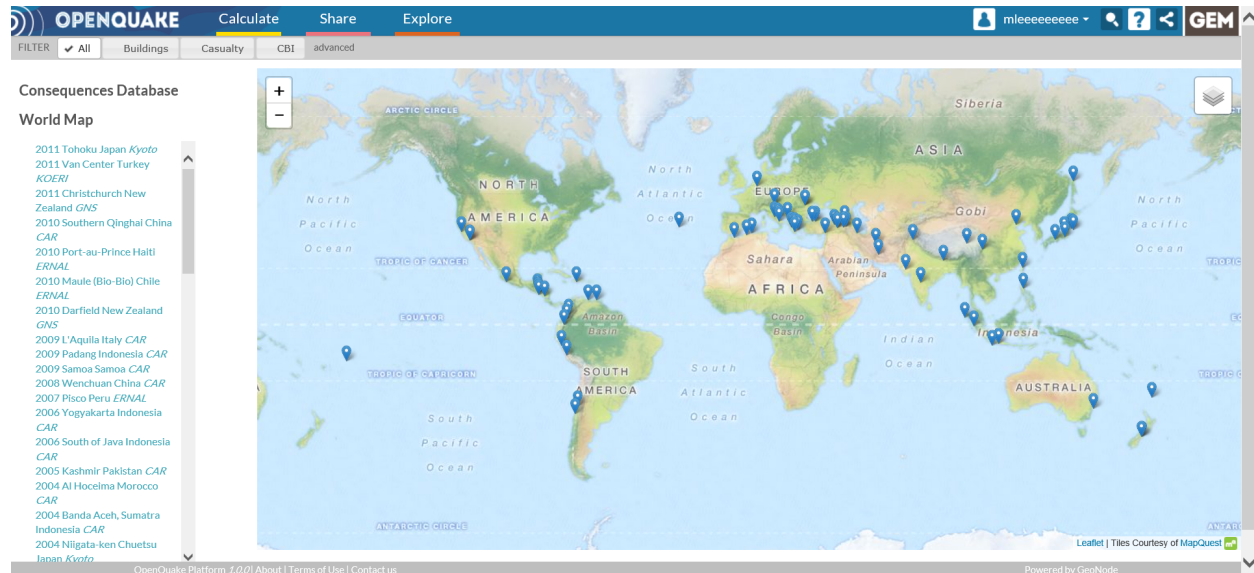 OPENQUAKE
Calculate
Share
Explore
mleeeeeeeee
?
GEM
FILTER
All
Buildings
Casualty
CBI
advanced
Consequences Database
World Map
2011 Tohoku Japan Kyoto
2011 Van Center Turkey
KOERI
2011 Christchurch New
Zealand GNS
2010 Southern Qinghai China
CAR
2010 Port-au-Prince Haiti
ERNAL
2010 Maule (Bio-Bio) Chile
ERNAL
2010 Darfield New Zealand
GNS
2009 L'Aquila Italy CAR
2009 Padang Indonesia CAR
2009 Samoa Samoa CAR
2008 Wenchuan China CAR
2007 Pisco Peru ERNAL
2006 Yogyakarta Indonesia
CAR
2006 South of Java Indonesia
CAR
2005 Kashmir Pakistan CAR
2004 Al Hoceima Morocco
CAR
2004 Banda Aceh, Sumatra
Indonesia CAR
2004 Niigata-ken Chuetsu
Japan Kyoto
+
−
ARCTIC CIRCLE
Siberia
ASIA
North
Atlantic
Ocean
NORTH
AMERICA
EUROPE
Gobi
North
Pacific
Ocean
North
Pacific
Ocean
TROPIC OF CANCER
Sahara
Arabian
Peninsula
TROPIC
AFRICA
EQUATOR
Amazon
Basin
Congo
Basin
Indonesia
Indian
Ocean
TROPIC OF CAPRICORN
SOUTH
AMERICA
South
Atlantic
Ocean
AUSTRALIA
South
Pacific
Ocean
ANTARCTIC CIRCLE
Leaflet | Tiles Courtesy of MapQuest
OpenQuake Platform 1.0.0 | About | Terms of Use | Contact us
Powered by GeoNode